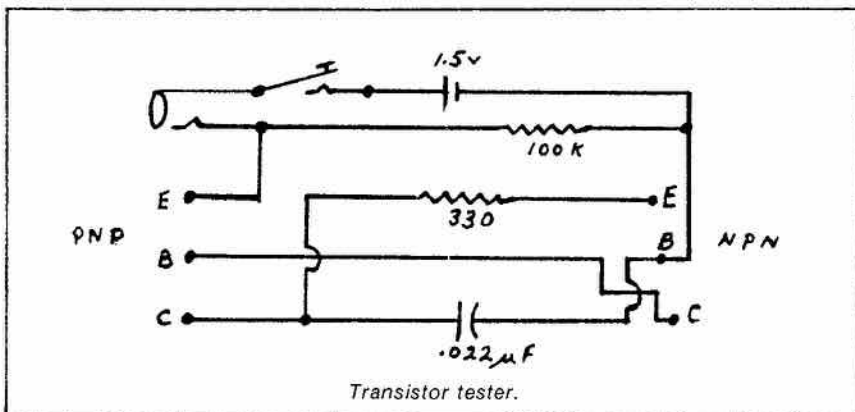 1.5v
100K
E
330
E
PNP
B
B
NPN
C
.022µF
C
Transistor tester.